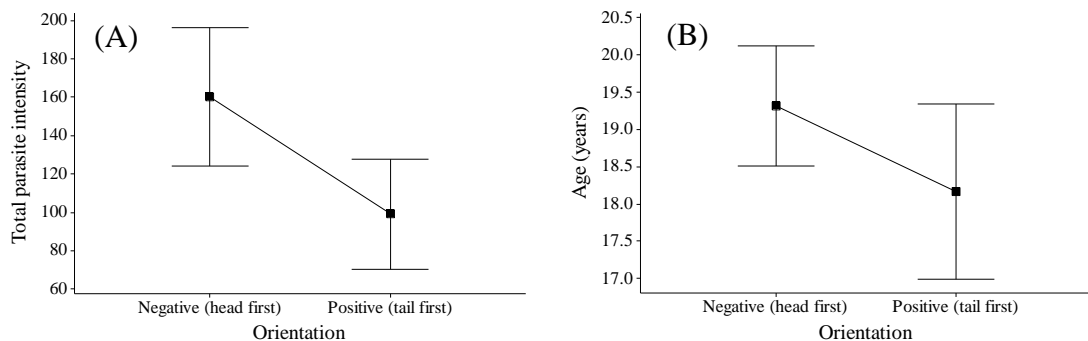 (A)
Total parasite intensity
200
180
160
140
120
100
80
60
Negative (head first) Positive (tail first)
Orientation
(B)
Age (years)
20.5
20.0
19.5
19.0
18.5
18.0
17.5
17.0
Negative (head first) Positive (tail first)
Orientation